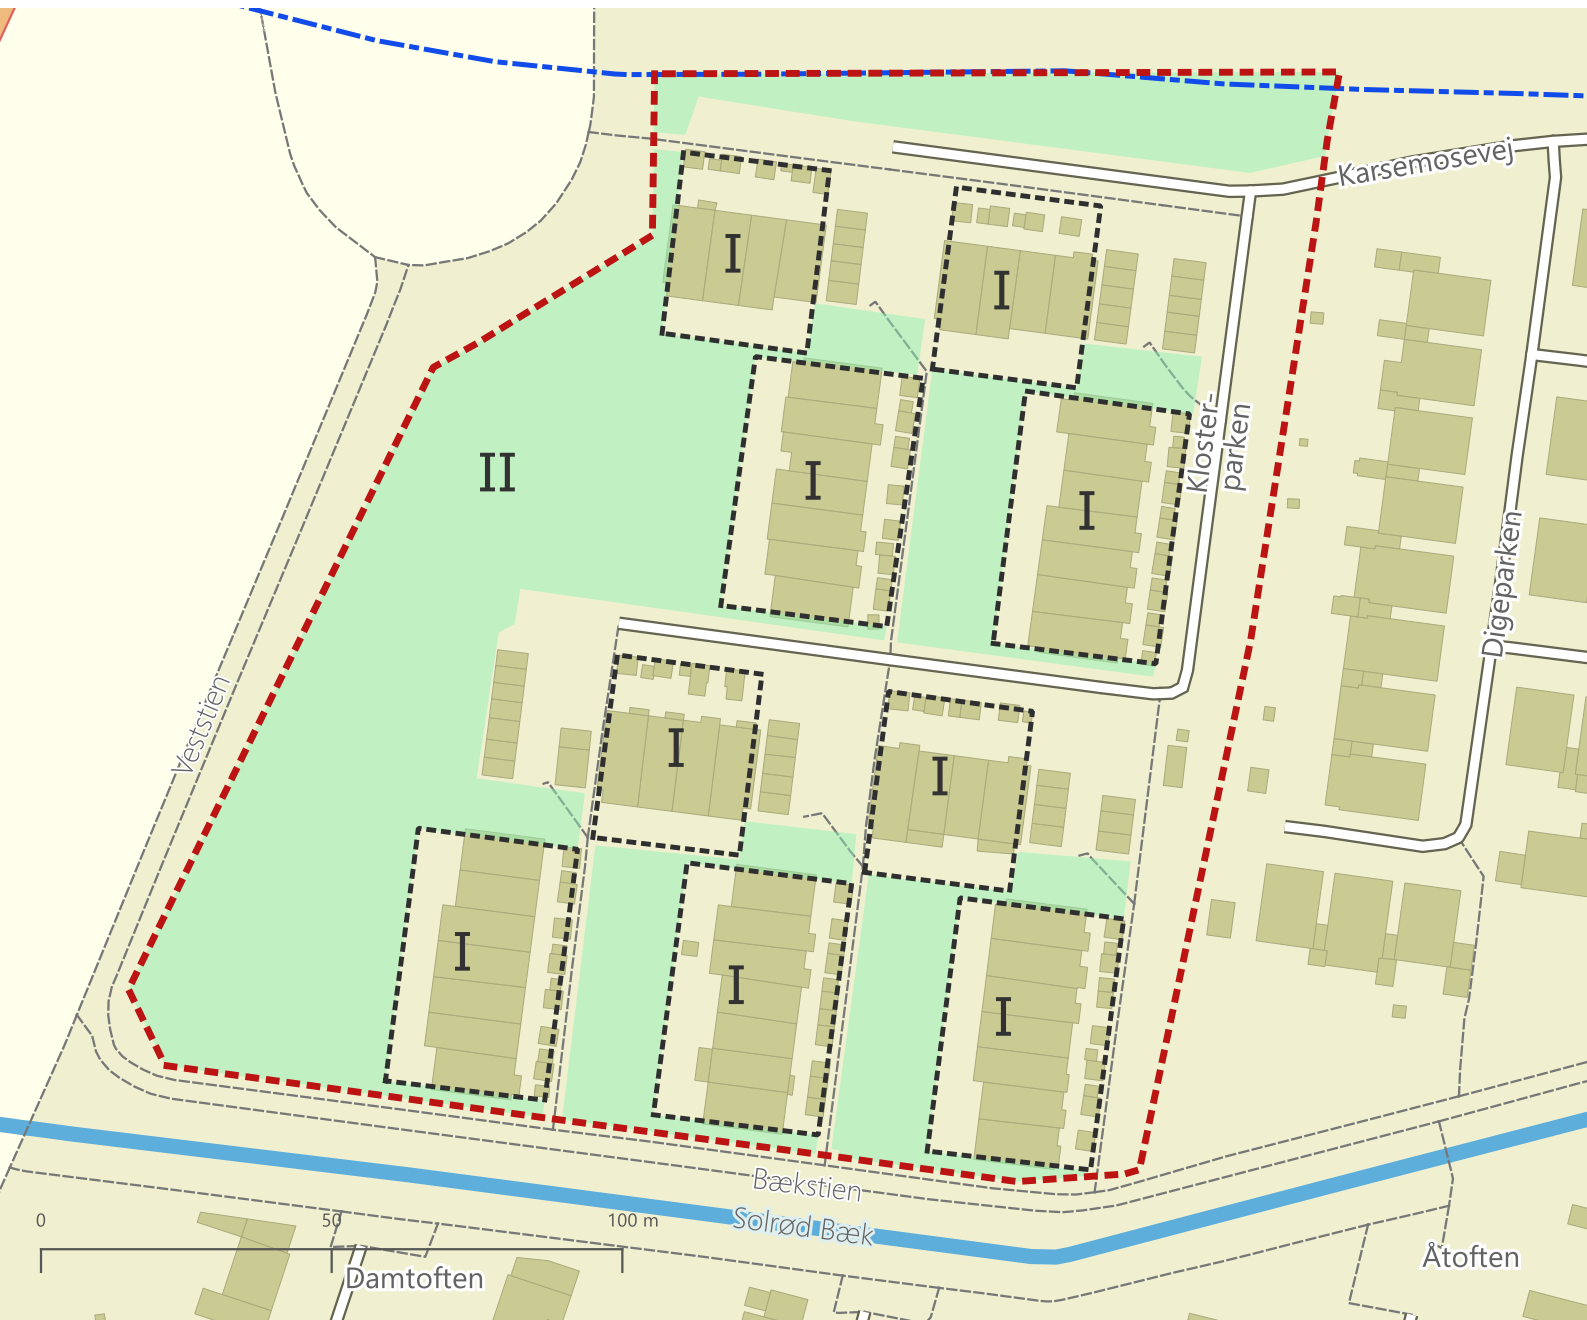 Karsemosevej
I
I
Kloster-
parken
II
I
I
Digeparken
Veststien
I
I
I
I
I
Bækstien
Solrød Bæk
0
50
100 m
Damtoften
Åtoften